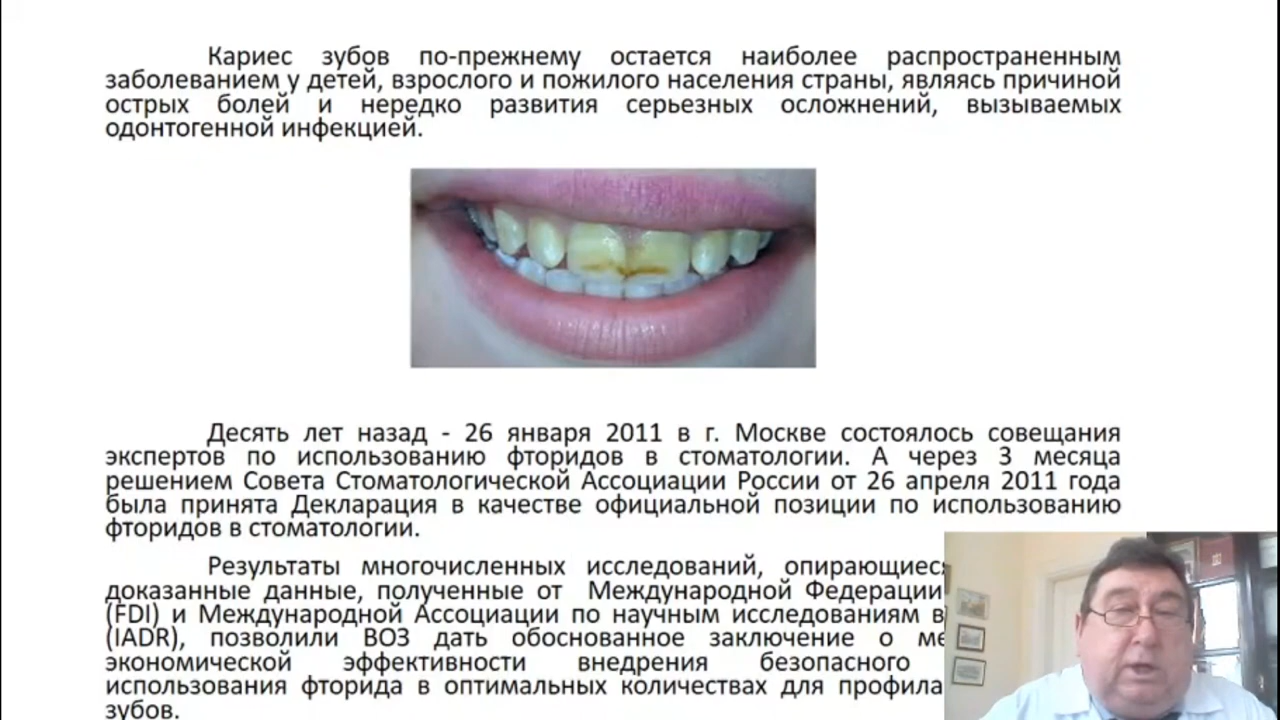 Кариес зубов по-прежнему остается наиболее распространенным
заболеванием у детей, взрослого и пожилого населения страны, являясь причиной
острых болей и нередко развития серьезных осложнений, вызываемых
одонтогенной инфекцией.
Десять лет назад - 26 января 2011 в г. Москве состоялось совещания
экспертов по использованию фторидов в стоматологии. А через 3 месяца
решением Совета Стоматологической Ассоциации России от 26 апреля 2011 года
была принята Декларация в качестве официальной позиции по использованию
фторидов в стоматологии.
Результаты многочисленных исследований,
доказанные данные, полученные от Международной Федерации
(FDI) и Международной Ассоциации по научным исследованиям в
(IADR), позволили ВОЗ дать обоснованное заключение о
экономической эффективности внедрения безопасного
использования фторида в оптимальных количествах для
зубов.